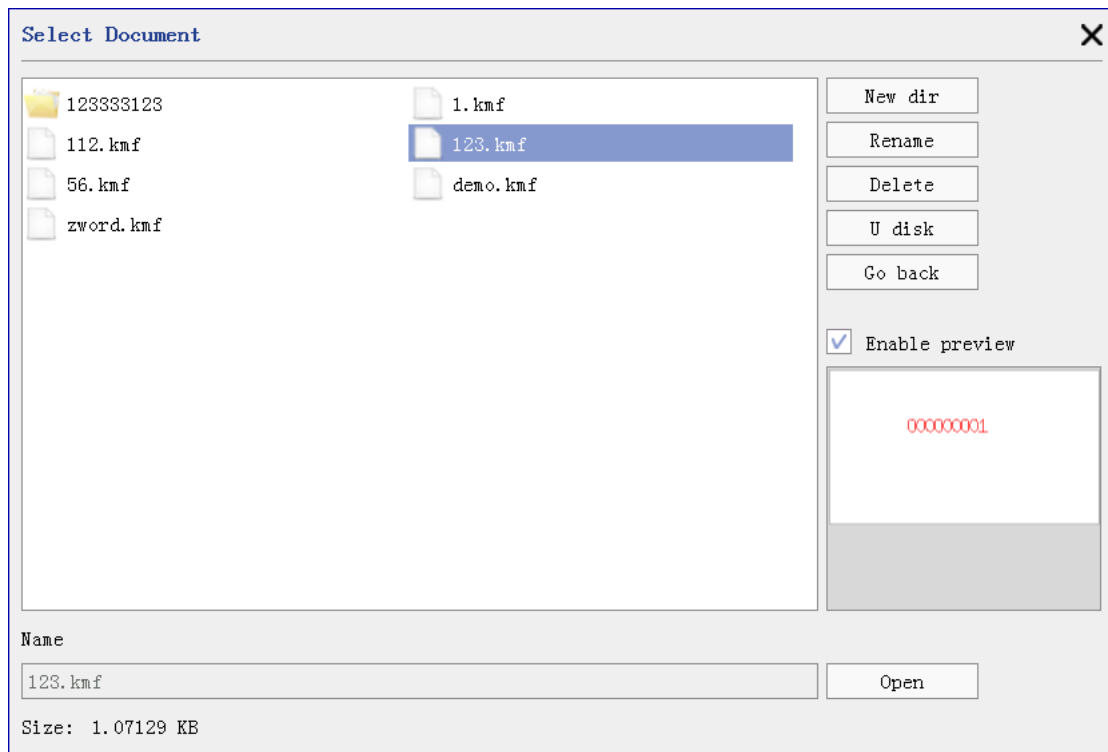 Select Document
123333123
1.kmf
112.kmf
123.kmf
56.kmf
demo.kmf
zword.kmf
New dir
Rename
Delete
U disk
Go back
Enable preview
000000001
Name
123.kmf
Open
Size: 1.07129 KB